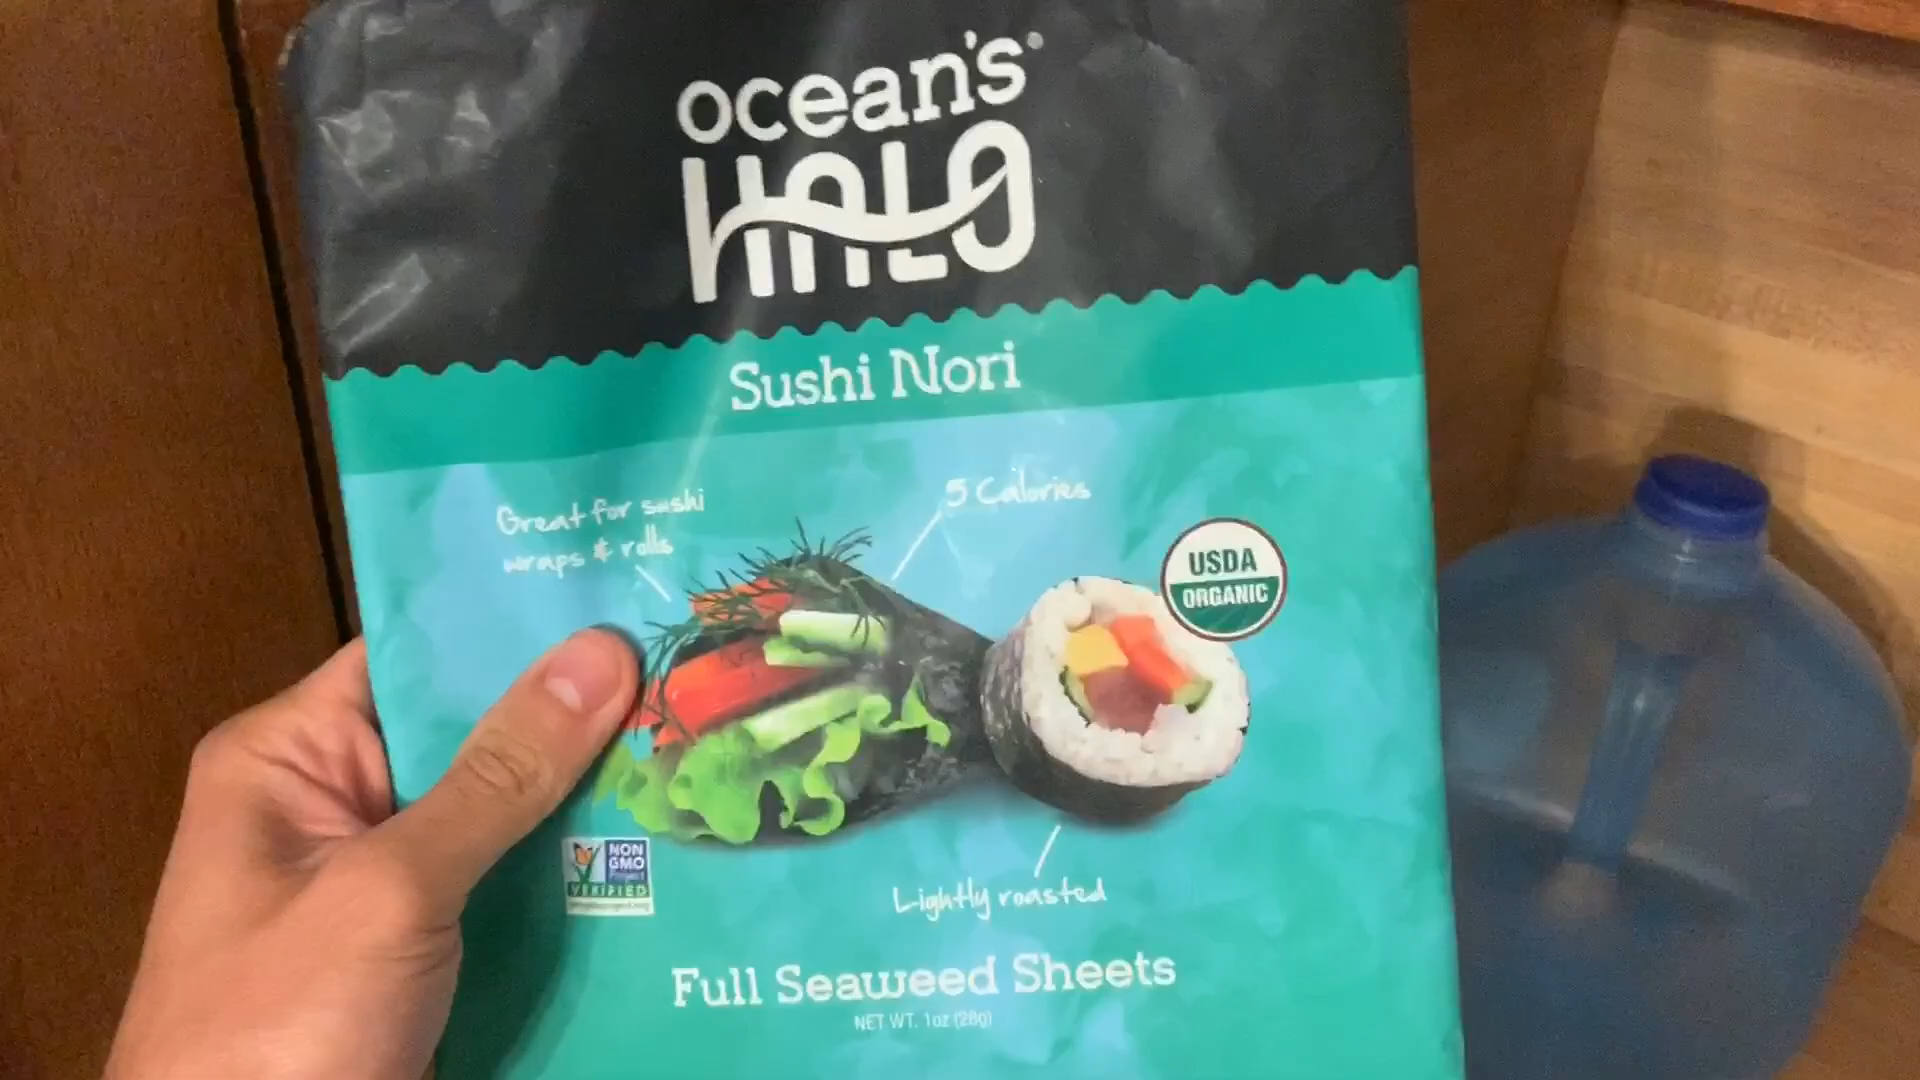 ocean's®
HALO
Sushi Nori
Great for sushi
wraps & rolls
5 Calories
USDA
ORGANIC
NON
GMO
Project
VERIFIED
Lightly roasted
Full Seaweed Sheets
NET WT. 1oz (28g)